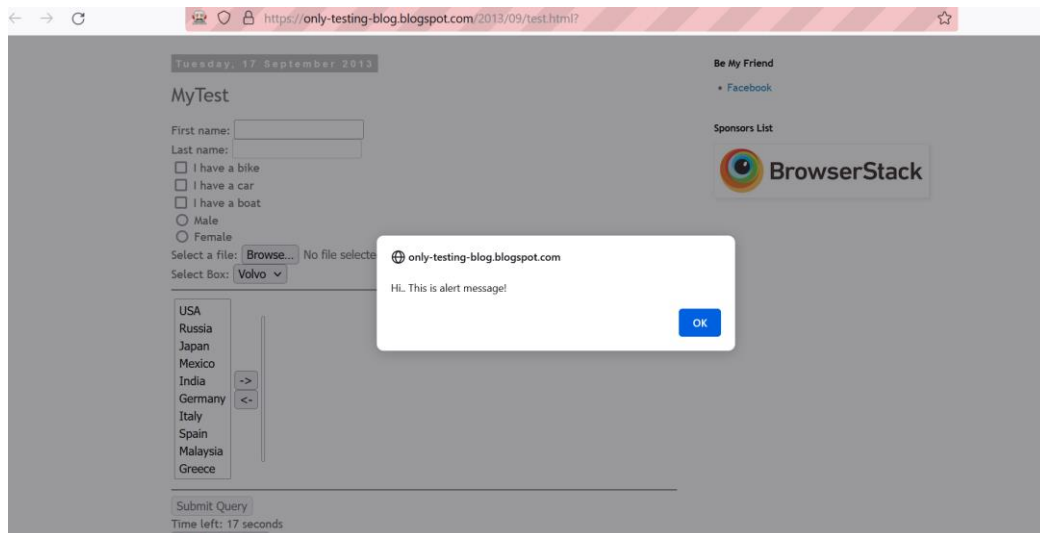 https://only-testing-blog.blogspot.com/2013/09/test.html?
Tuesday, 17 September 2013
MyTest
First name:
Last name:
I have a bike
I have a car
I have a boat
Male
Female
Select a file: Browse... No file selecte
Select Box: Volvo
USA
Russia
Japan
Mexico
India
Germany
Italy
Spain
Malaysia
Greece
->
<-
Submit Query
Time left: 17 seconds
only-testing-blog.blogspot.com
Hi.. This is alert message!
OK
Be My Friend
Facebook
Sponsors List
BrowserStack